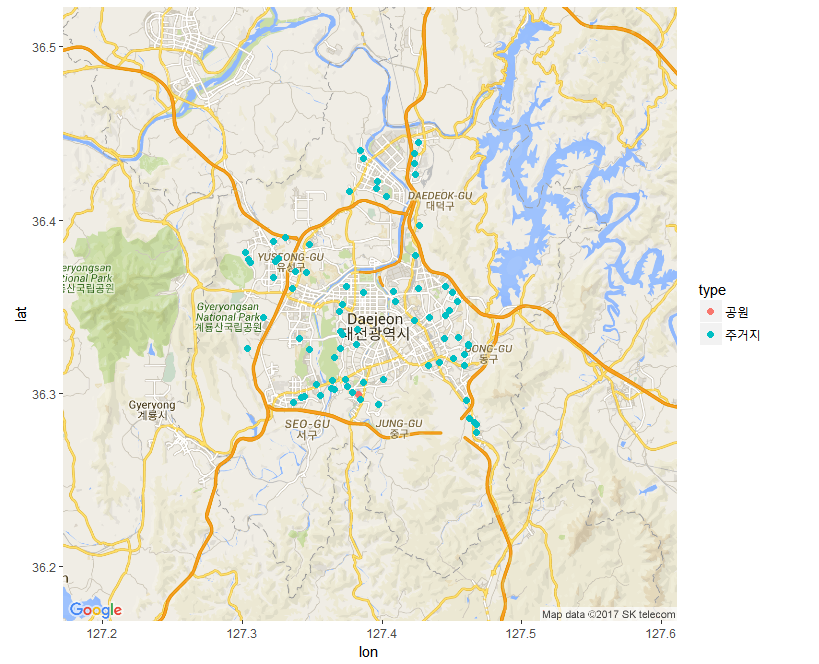 36.5
36.4
36.3
36.2
lat
DAEDEOK-GU
대덕구
YUSEONG-GU
유성구
eryongsan
tional Park
룡산국립공원
Gyeryongsan
National Park
계룡산국립공원
Daejeon
대전광역시
DONG-GU
동구
Gyeryong
계룡시
SEO-GU
서구
JUNG-GU
중구
Google
Map data ©2017 SK telecom
127.2
127.3
127.4
127.5
127.6
lon
type
공원
주거지